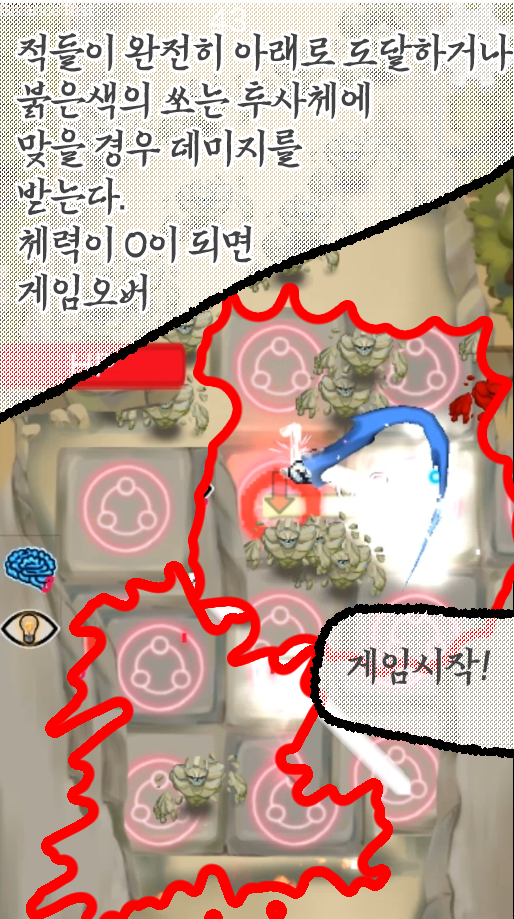 43
적들이 완전히 아래로 도달하거나
붉은색의 쏘는 투사체에
맞을 경우 데미지를
받는다.
체력이 0이 되면
게임오버
게임시작!